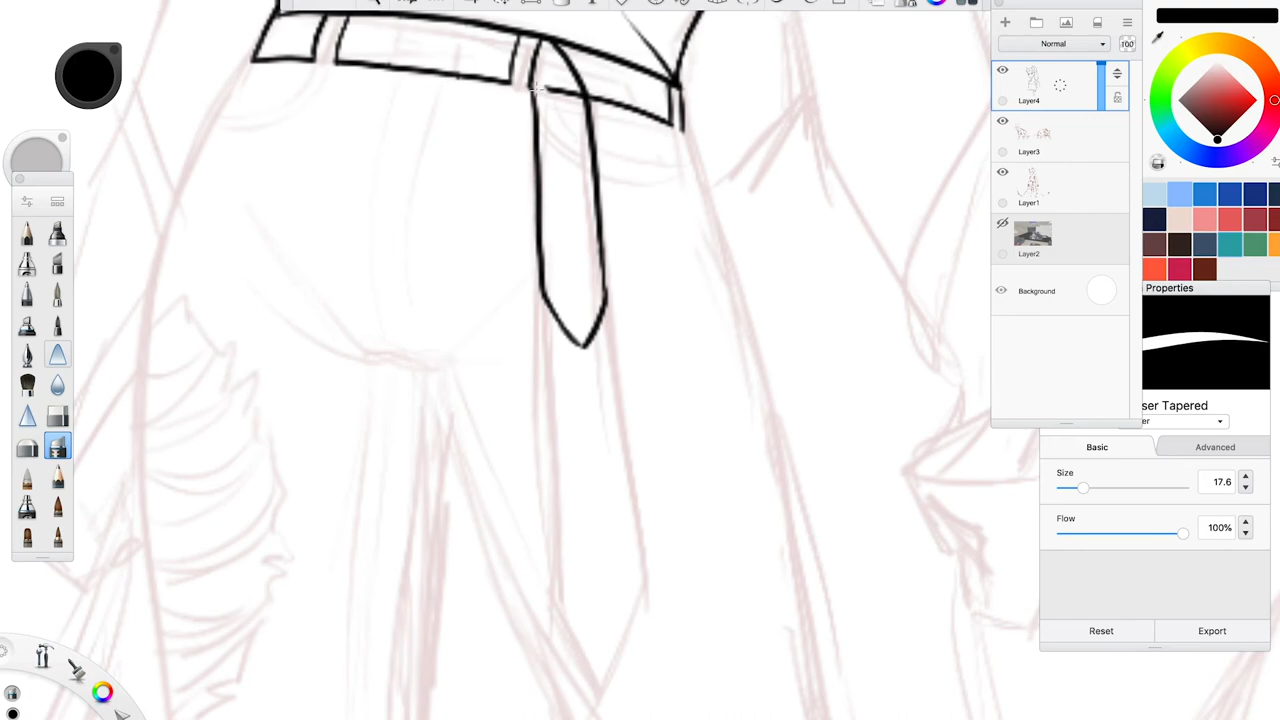 Normal
100
Layer4
Layer3
Layer1
Layer2
Background
Properties
ser Tapered
er
Basic
Advanced
Size
17.6
Flow
100%
Reset
Export